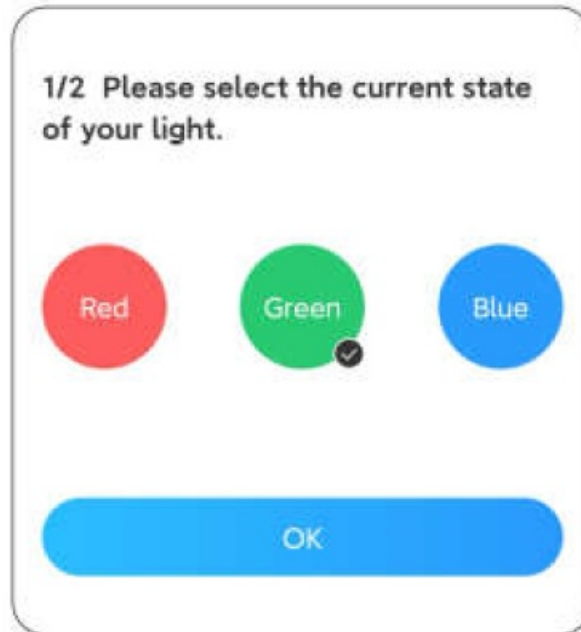 1/2 Please select the current state
of your light.
Red
Green
Blue
OK